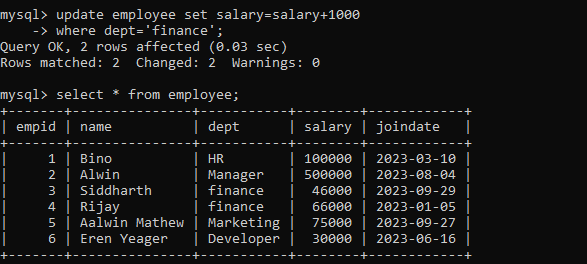 mysql> update employee set salary=salary+1000
    -> where dept='finance';
Query OK, 2 rows affected (0.03 sec)
Rows matched: 2  Changed: 2  Warnings: 0

mysql> select * from employee;
+-------+---------------+-----------+--------+------------+
| empid | name          | dept      | salary | joindate   |
+-------+---------------+-----------+--------+------------+
|     1 | Bino          | HR        | 100000 | 2023-03-10 |
|     2 | Alwin         | Manager   | 500000 | 2023-08-04 |
|     3 | Siddharth     | finance   |  46000 | 2023-09-29 |
|     4 | Rijay         | finance   |  66000 | 2023-01-05 |
|     5 | Aalwin Mathew | Marketing |  75000 | 2023-09-27 |
|     6 | Eren Yeager   | Developer |  30000 | 2023-06-16 |
+-------+---------------+-----------+--------+------------+